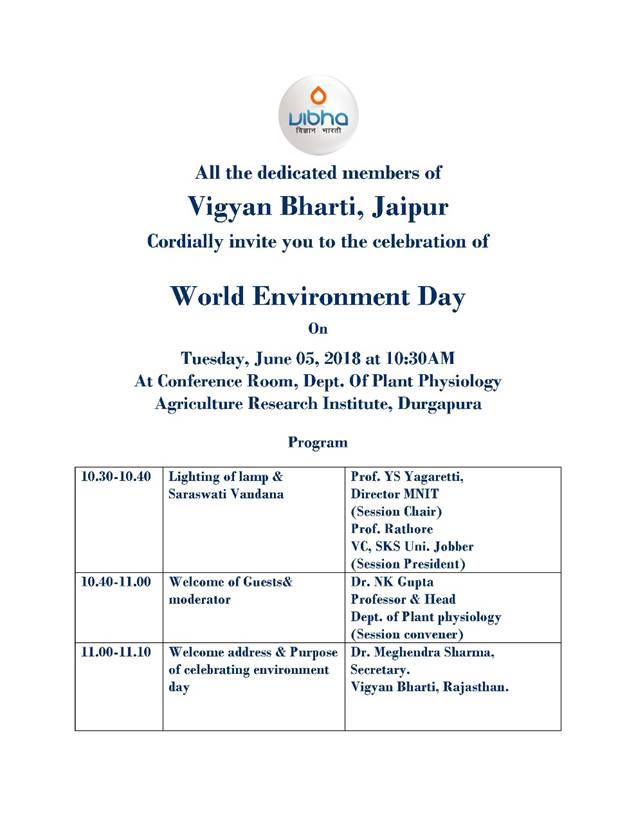 vibha
विज्ञान भारती
All the dedicated members of
Vigyan Bharti, Jaipur
Cordially invite you to the celebration of
World Environment Day
On
Tuesday, June 05, 2018 at 10:30AM
At Conference Room, Dept. Of Plant Physiology
Agriculture Research Institute, Durgapura
Program
10.30-10.40
Lighting of lamp &
Saraswati Vandana
Prof. YS Yagaretti,
Director MNIT
(Session Chair)
Prof. Rathore
VC, SKS Uni. Jobber
(Session President)
10.40-11.00
Welcome of Guests&
moderator
Dr. NK Gupta
Professor & Head
Dept. of Plant physiology
(Session convener)
11.00-11.10
Welcome address & Purpose
of celebrating environment
day
Dr. Meghendra Sharma,
Secretary.
Vigyan Bharti, Rajasthan.